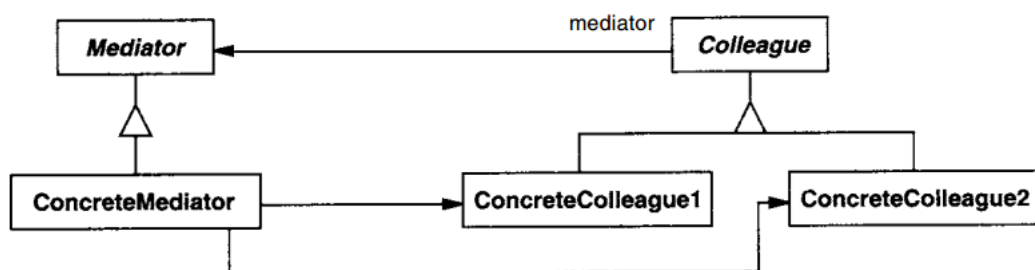 mediator
Mediator
Colleague
ConcreteMediator
ConcreteColleague1
ConcreteColleague2